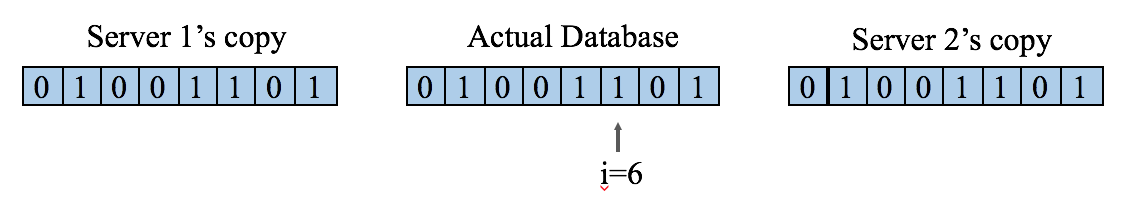 Server 1's copy
0 1 0 0 1 1 0 1
Actual Database
0 1 0 0 1 1 0 1
i=6
Server 2's copy
0 1 0 0 1 1 0 1